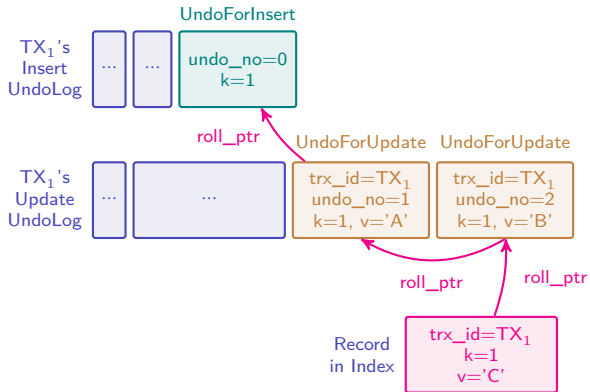 UndoForInsert
TX₁'s
Insert
UndoLog
...
...
undo_no=0
k=1
roll_ptr
UndoForUpdate
UndoForUpdate
TX₁'s
Update
UndoLog
...
...
trx_id=TX₁
undo_no=1
k=1, v='A'
trx_id=TX₁
undo_no=2
k=1, v='B'
roll_ptr
roll_ptr
Record
in Index
trx_id=TX₁
k=1
v='C'